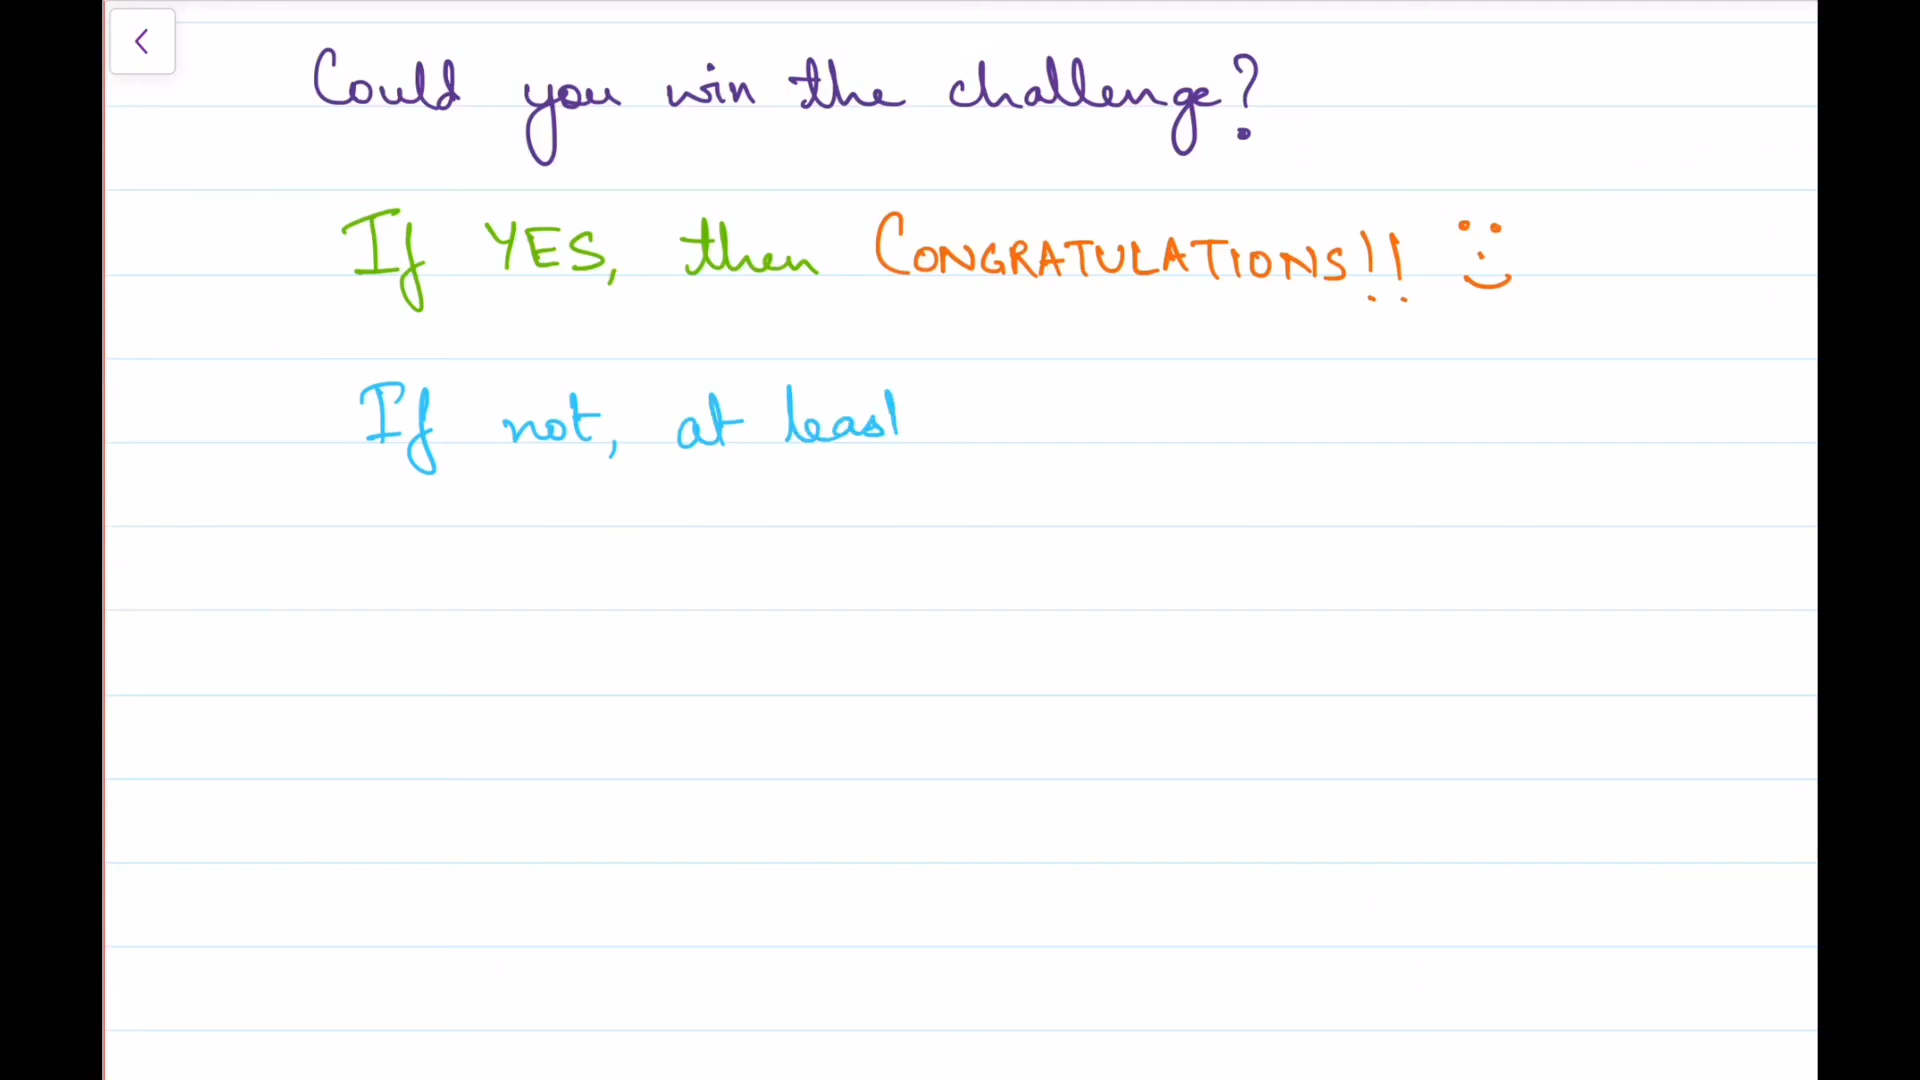 Could you win the challenge?
If YES, then CONGRATULATIONS!!
If not, at least